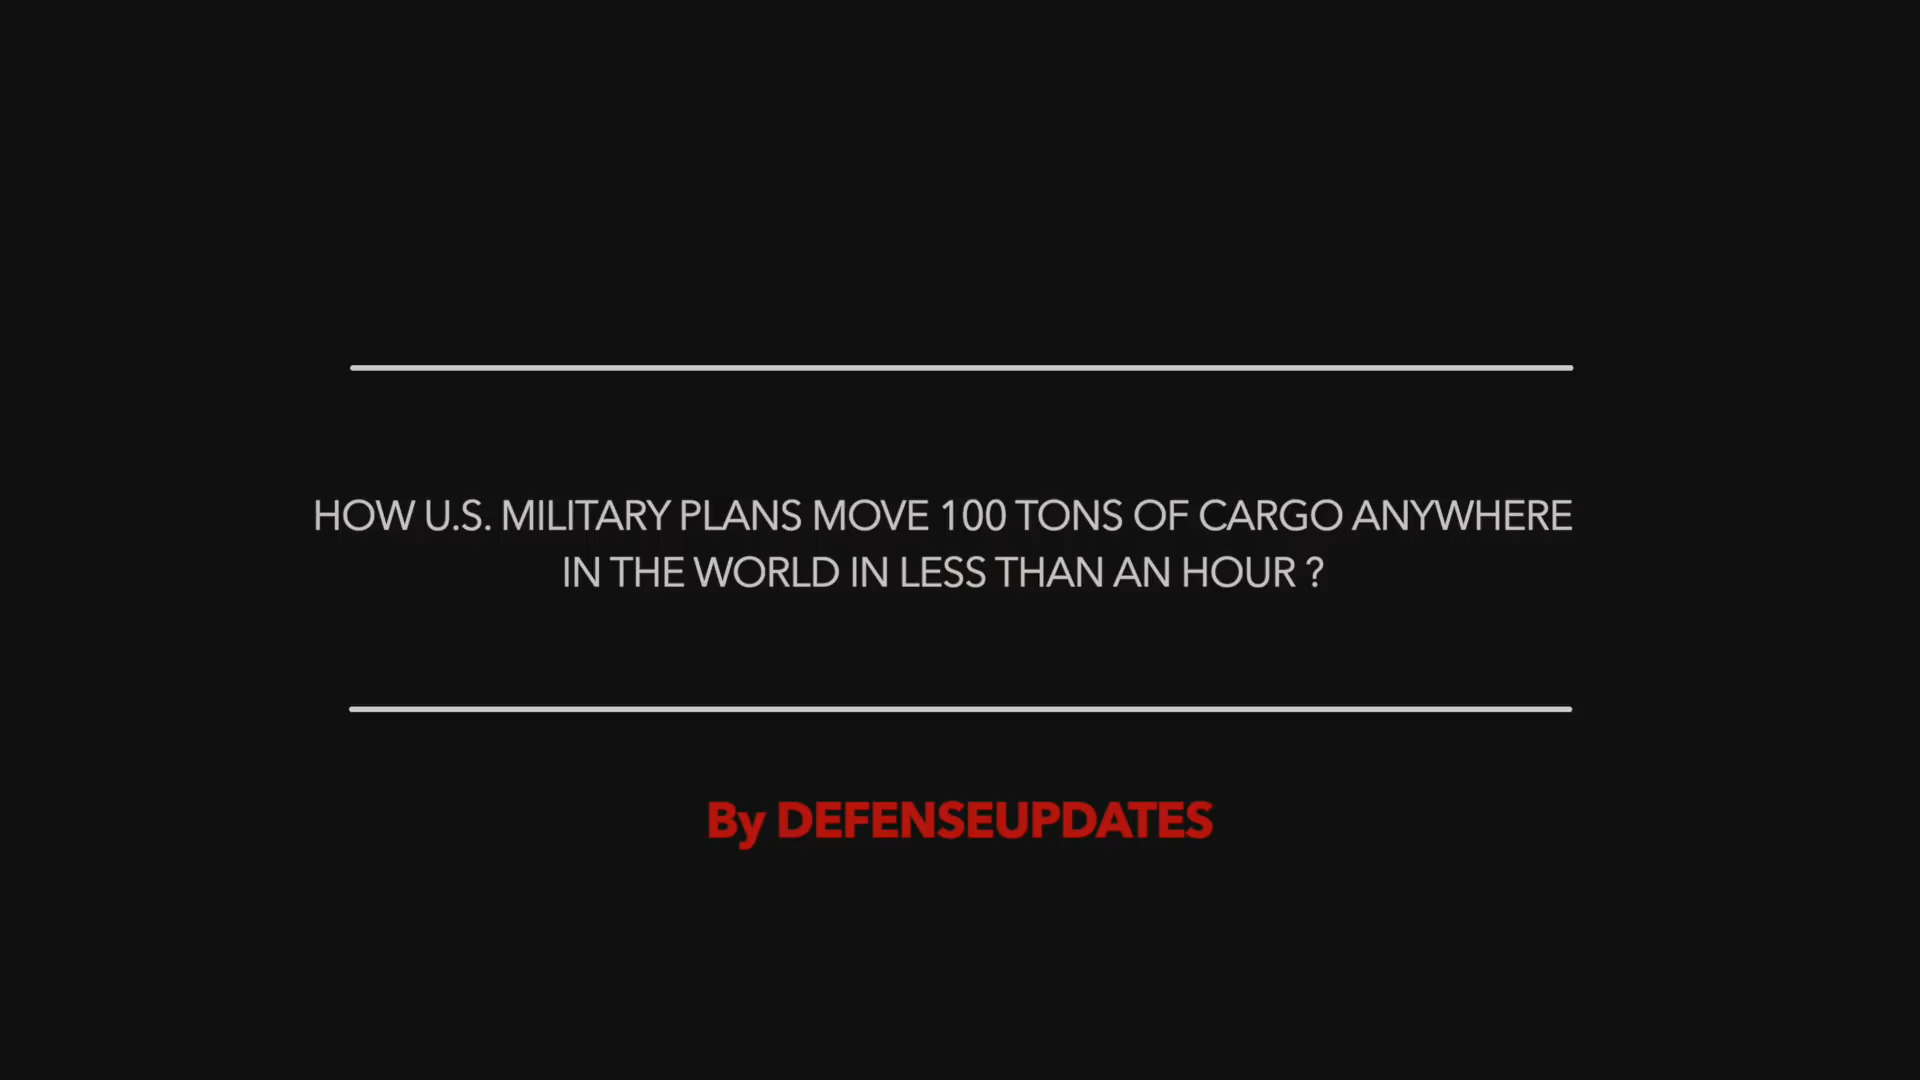 HOW U.S. MILITARY PLANS MOVE 100 TONS OF CARGO ANYWHERE
IN THE WORLD IN LESS THAN AN HOUR ?
By DEFENSEUPDATES